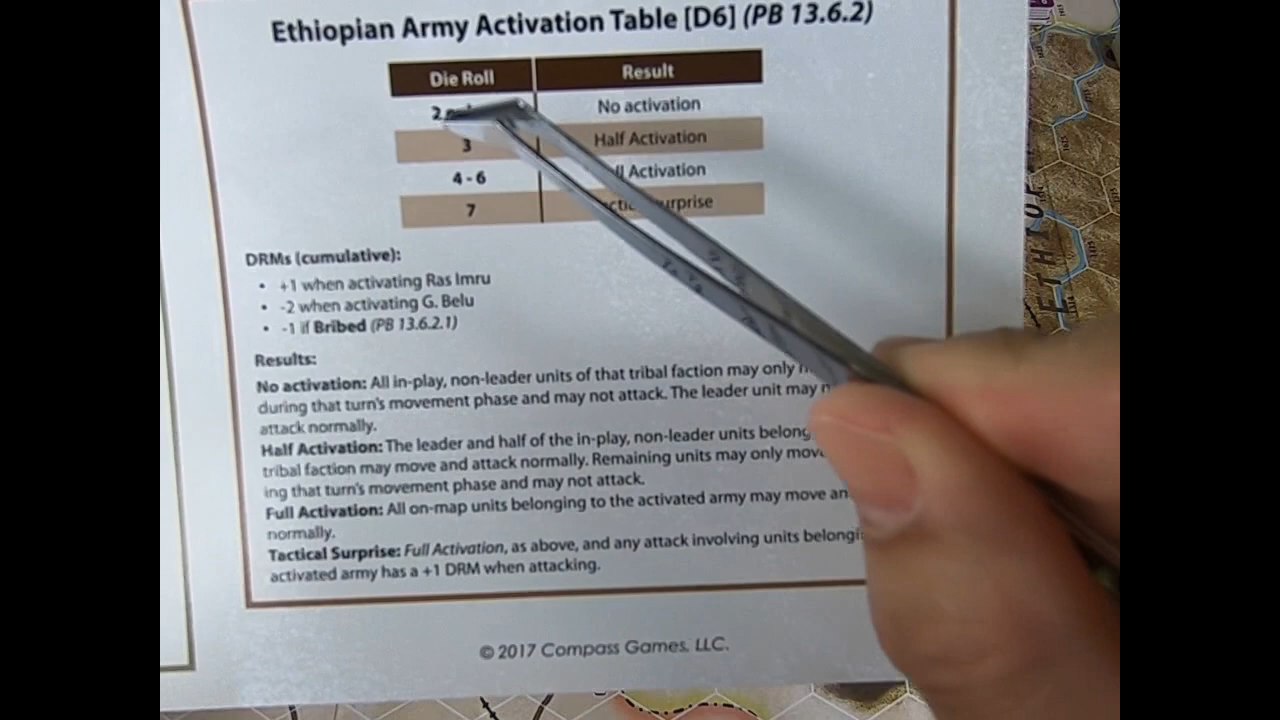 Ethiopian Army Activation Table [D6] (PB 13.6.2)
Die Roll Result
2 No activation
3 Half Activation
4 - 6 Activation
7
DRMs (cumulative):
• +1 when activating Ras Imru
• -2 when activating G. Belu
• -1 if Bribed (PB 13.6.2.1)
Results:
No activation: All in-play, non-leader units of that tribal faction may only
during that turn's movement phase and may not attack. The leader unit may
attack normally.
Half Activation: The leader and half of the in-play, non-leader units
tribal faction may move and attack normally. Remaining units may only
ing that turn's movement phase and may not attack.
Full Activation: All on-map units belonging to the activated army may move
normally.
Tactical Surprise: Full Activation, as above, and any attack involving units
activated army has a +1 DRM when attacking.
© 2017 Compass Games, LLC.